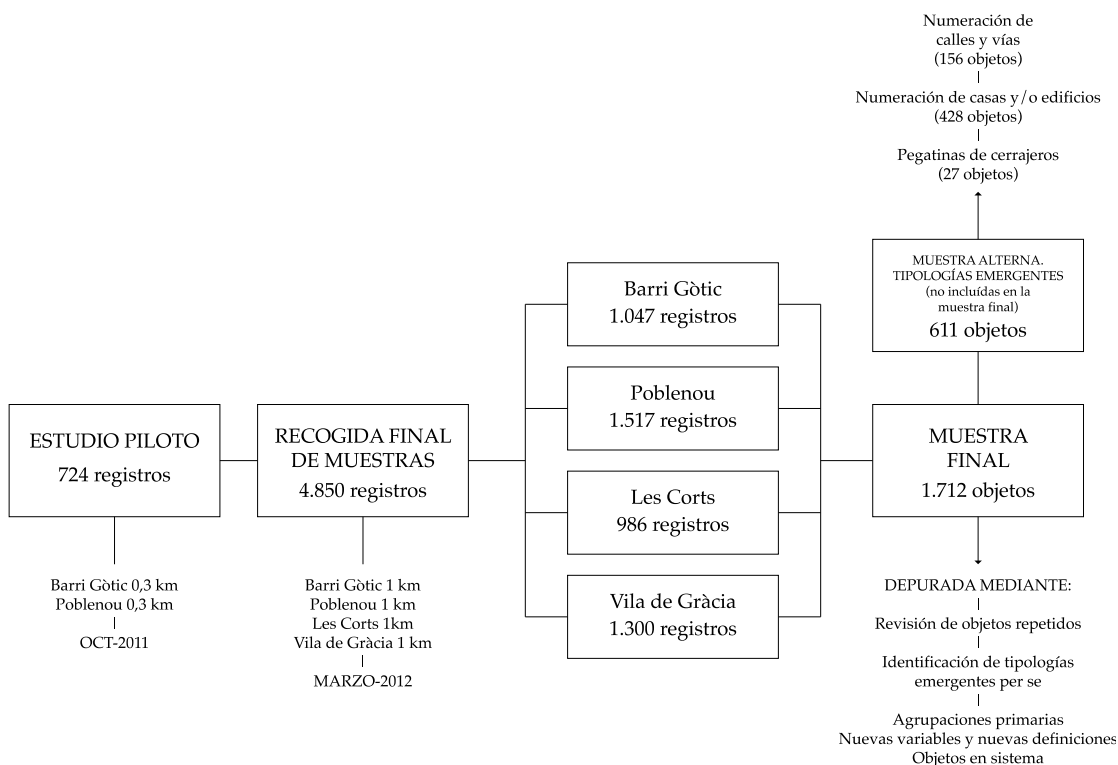 ESTUDIO PILOTO
724 registros
Barri Gòtic 0,3 km
Poblenou 0,3 km
OCT-2011
RECOGIDA FINAL
DE MUESTRAS
4.850 registros
Barri Gòtic 1 km
Poblenou 1 km
Les Corts 1km
Vila de Gràcia 1 km
MARZO-2012
Barri Gòtic
1.047 registros
Poblenou
1.517 registros
Les Corts
986 registros
Vila de Gràcia
1.300 registros
Numeración de
calles y vías
(156 objetos)
Numeración de casas y/o edificios
(428 objetos)
Pegatinas de cerrajeros
(27 objetos)
MUESTRA ALTERNA.
TIPOLOGÍAS EMERGENTES
(no incluídas en la
muestra final)
611 objetos
MUESTRA
FINAL
1.712 objetos
DEPURADA MEDIANTE:
Revisión de objetos repetidos
Identificación de tipologías
emergentes per se
Agrupaciones primarias
Nuevas variables y nuevas definiciones
Objetos en sistema